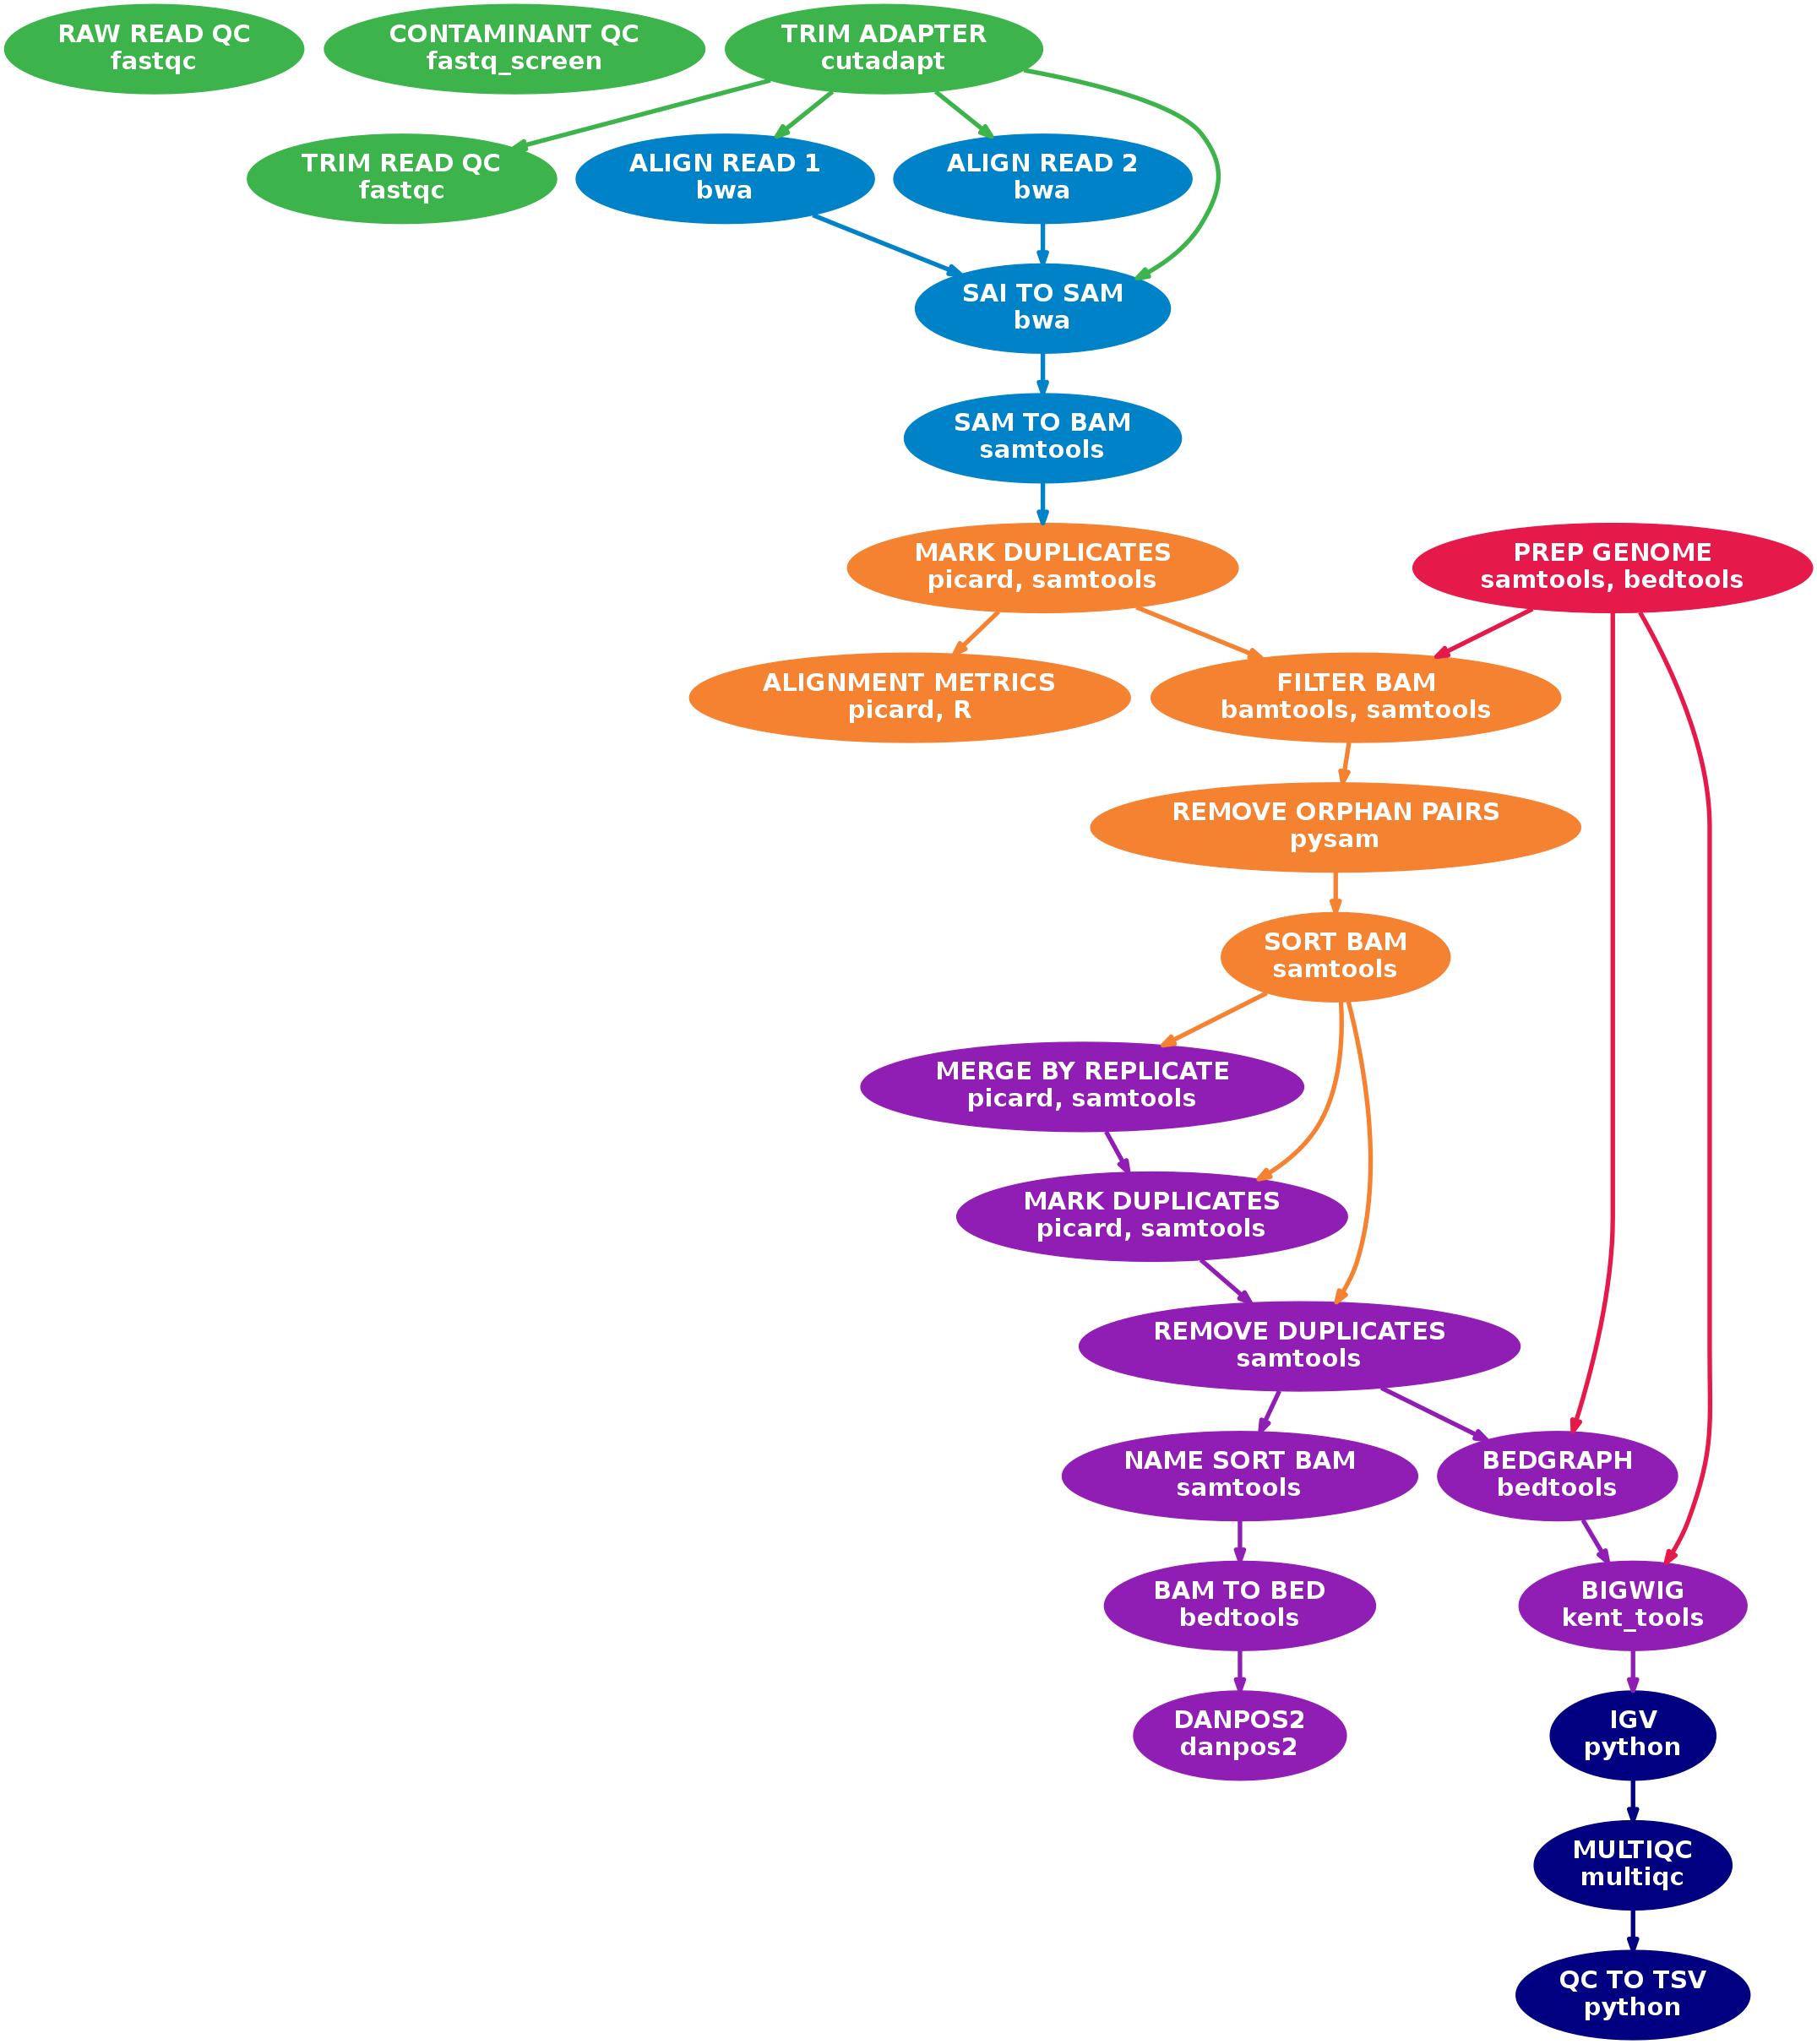 RAW READ QC
fastqc
CONTAMINANT QC
fastq_screen
TRIM ADAPTER
cutadapt
TRIM READ QC
fastqc
ALIGN READ 1
bwa
ALIGN READ 2
bwa
SAI TO SAM
bwa
SAM TO BAM
samtools
MARK DUPLICATES
picard, samtools
PREP GENOME
samtools, bedtools
ALIGNMENT METRICS
picard, R
FILTER BAM
bamtools, samtools
REMOVE ORPHAN PAIRS
pysam
SORT BAM
samtools
MERGE BY REPLICATE
picard, samtools
MARK DUPLICATES
picard, samtools
REMOVE DUPLICATES
samtools
NAME SORT BAM
samtools
BEDGRAPH
bedtools
BAM TO BED
bedtools
BIGWIG
kent_tools
DANPOS2
danpos2
IGV
python
MULTIQC
multiqc
QC TO TSV
python